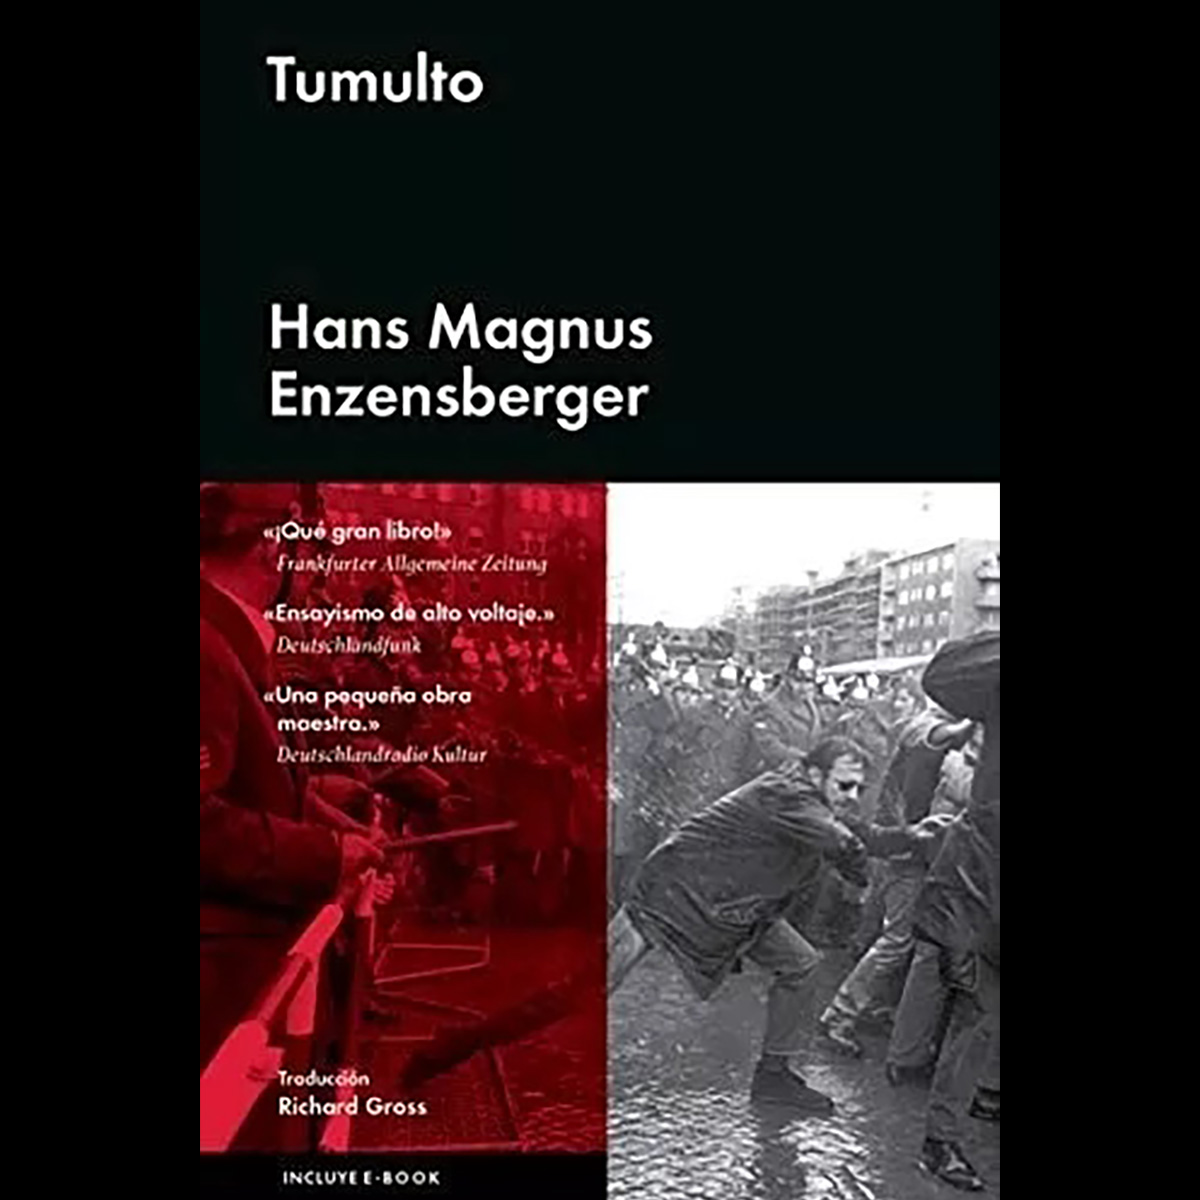 Tumulto
Hans Magnus
Enzensberger
«¡Qué gran libro!»
Frankfurter Allgemeine Zeitung
«Ensayismo de alto voltaje.»
Deutschlandfunk
«Una pequeña obra
maestra.»
Deutschlandradio Kultur
Traducción
Richard Gross
INCLUYE E-BOOK